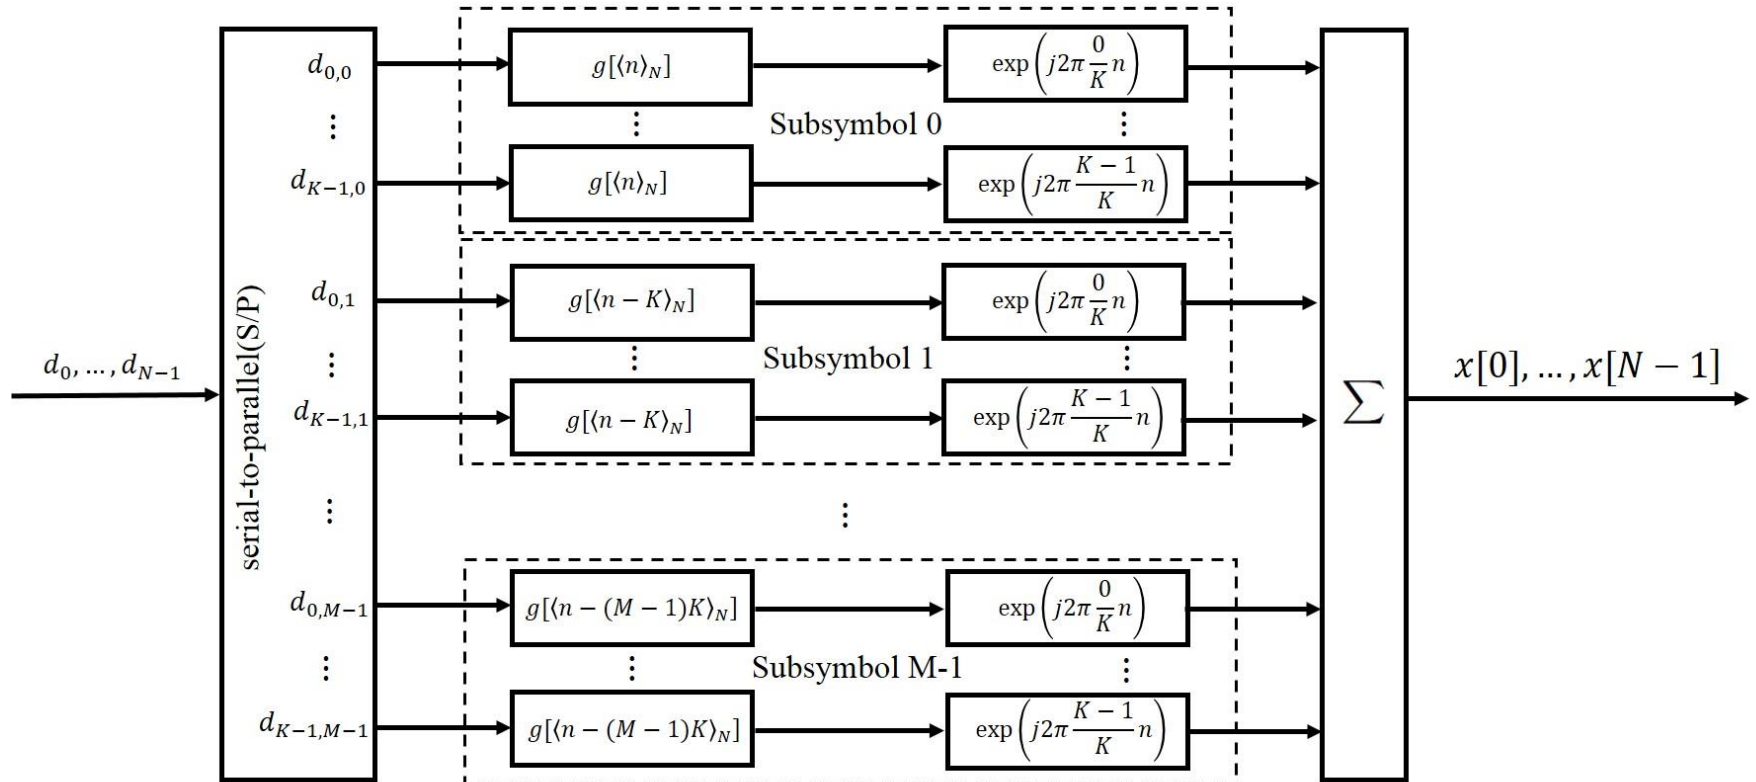 d_{0,0}
g[⟨n⟩_N]
exp(j2π 0/K n)
⋮ ⋮ Subsymbol 0 ⋮
d_{K−1,0}
g[⟨n⟩_N]
exp(j2π K − 1/K n)
serial-to-parallel(S/P)
d_{0,1}
g[⟨n − K⟩_N]
exp(j2π 0/K n)
d_0, …, d_{N−1}
⋮ ⋮ Subsymbol 1 ⋮
x[0], …, x[N − 1]
∑
d_{K−1,1}
g[⟨n − K⟩_N]
exp(j2π K − 1/K n)
⋮ ⋮
d_{0,M−1}
g[⟨n − (M − 1)K⟩_N]
exp(j2π 0/K n)
⋮ ⋮ Subsymbol M-1 ⋮
d_{K−1,M−1}
g[⟨n − (M − 1)K⟩_N]
exp(j2π K − 1/K n)